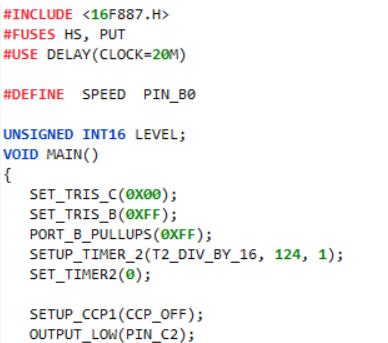 #INCLUDE <16F887.H>
#FUSES HS, PUT
#USE DELAY(CLOCK=20M)
#DEFINE SPEED PIN_B0
UNSIGNED INT16 LEVEL;
VOID MAIN()
{
SET_TRIS_C(0X00);
SET_TRIS_B(0XFF);
PORT_B_PULLUPS(0XFF);
SETUP_TIMER_2(T2_DIV_BY_16, 124, 1);
SET_TIMER2(0);
SETUP_CCP1(CCP_OFF);
OUTPUT_LOW(PIN_C2);